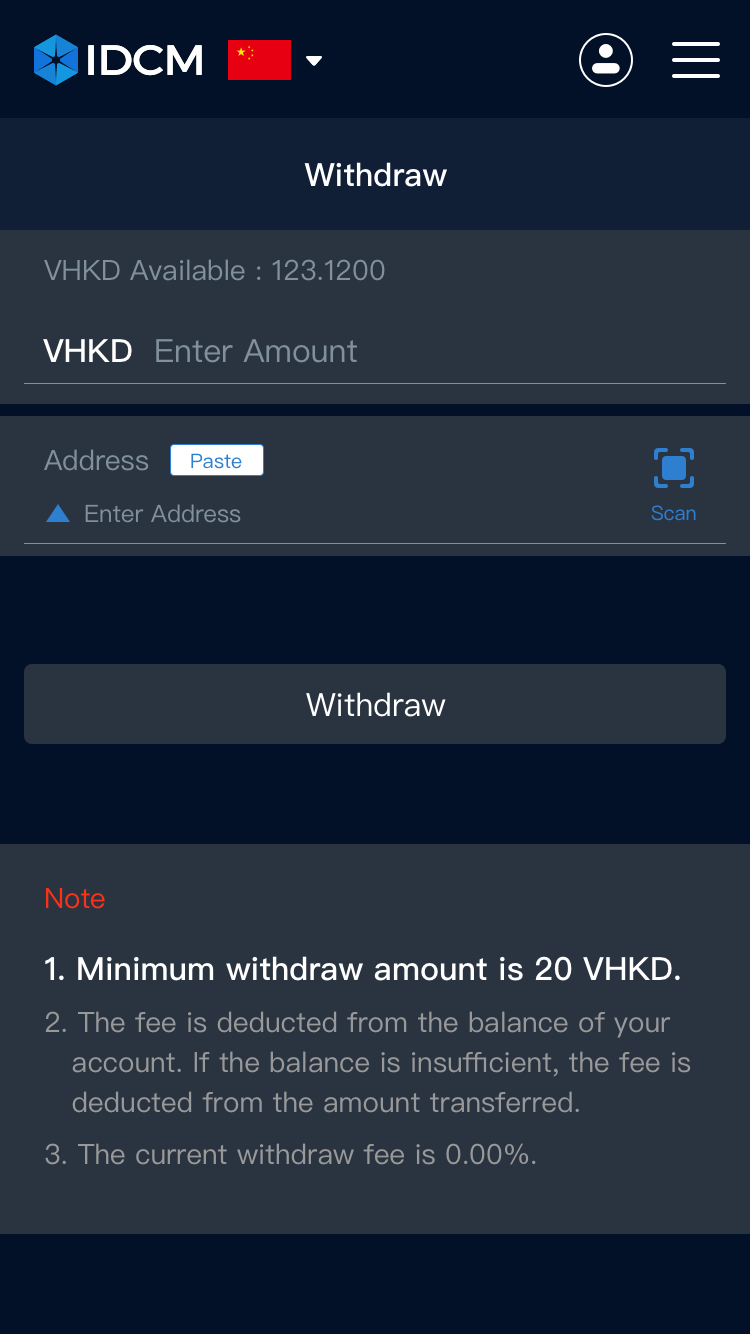 IDCM
Withdraw
VHKD Available : 123.1200
VHKD Enter Amount
Address Paste
Enter Address
Scan
Withdraw
Note
1. Minimum withdraw amount is 20 VHKD.
2. The fee is deducted from the balance of your
account. If the balance is insufficient, the fee is
deducted from the amount transferred.
3. The current withdraw fee is 0.00%.